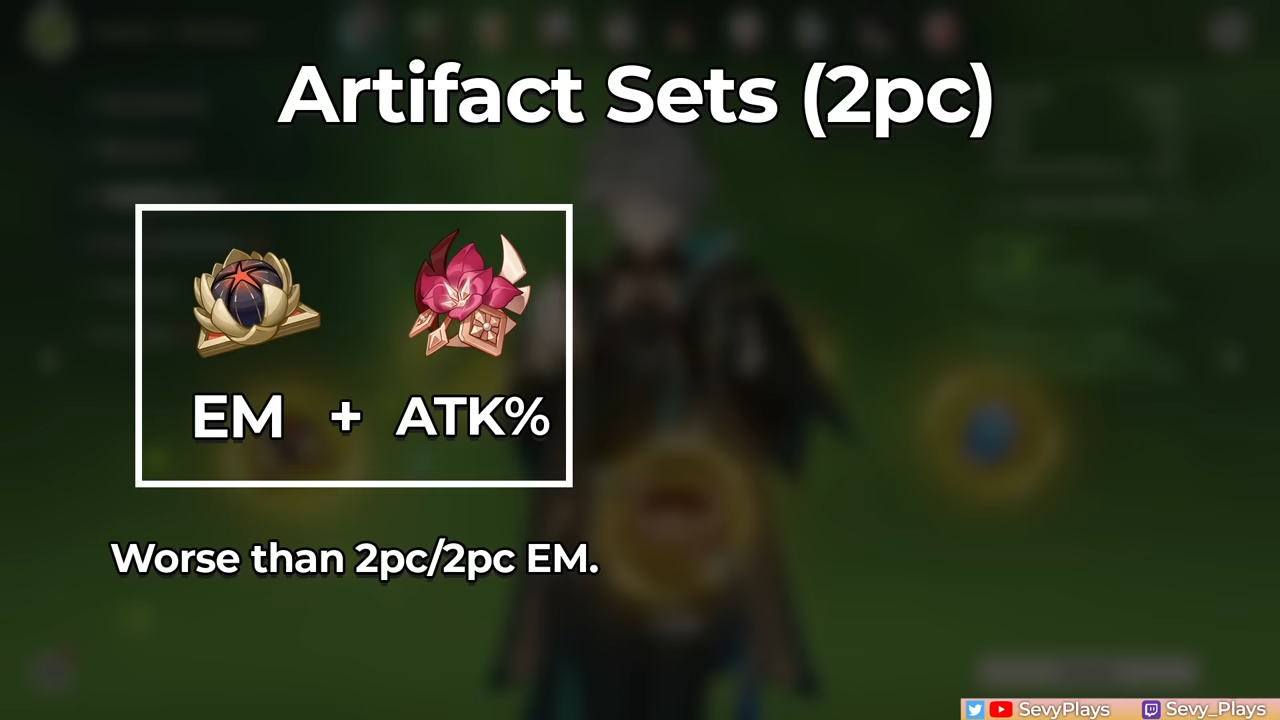 Artifact Sets (2pc)
EM + ATK%
Worse than 2pc/2pc EM.
SevyPlays Sevy_Plays